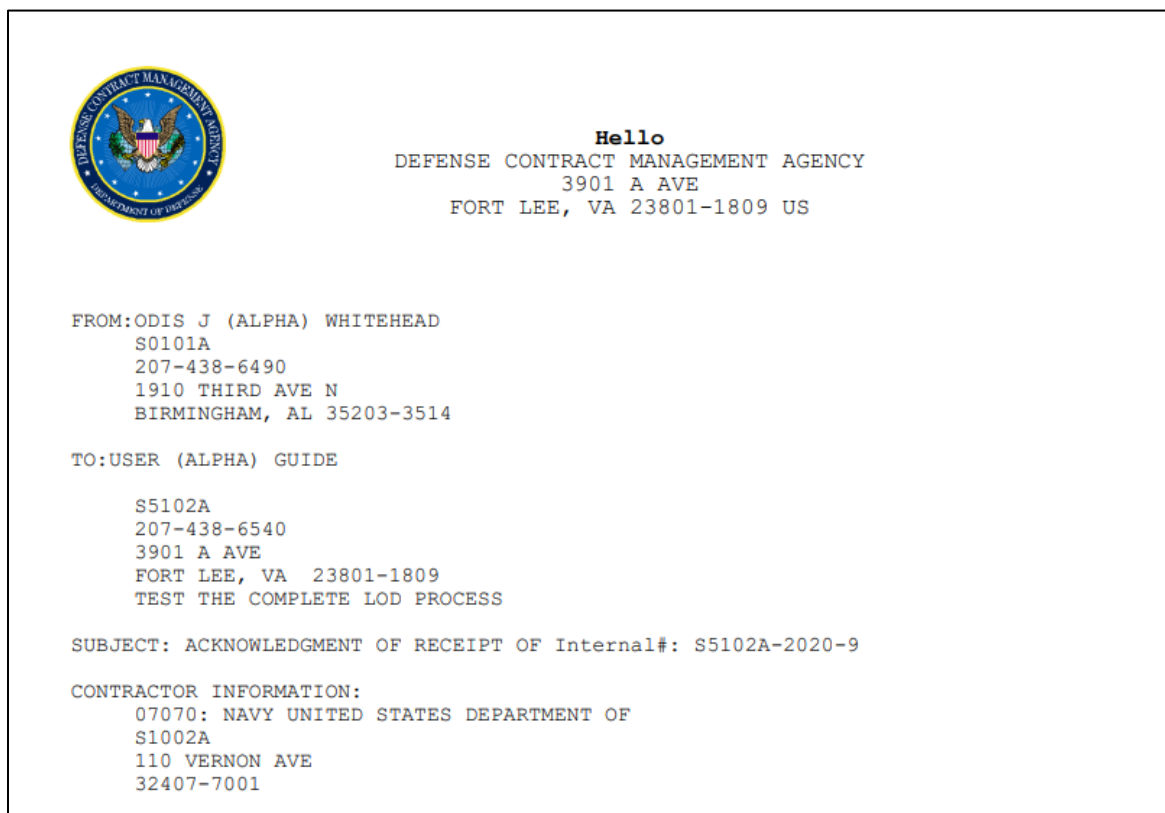 DEFENSE CONTRACT MANAGEMENT AGENCY
DEPARTMENT OF DEFENSE
Hello
DEFENSE CONTRACT MANAGEMENT AGENCY
3901 A AVE
FORT LEE, VA 23801-1809 US
FROM:ODIS J (ALPHA) WHITEHEAD
S0101A
207-438-6490
1910 THIRD AVE N
BIRMINGHAM, AL 35203-3514
TO:USER (ALPHA) GUIDE
S5102A
207-438-6540
3901 A AVE
FORT LEE, VA  23801-1809
TEST THE COMPLETE LOD PROCESS
SUBJECT: ACKNOWLEDGMENT OF RECEIPT OF Internal#: S5102A-2020-9
CONTRACTOR INFORMATION:
07070: NAVY UNITED STATES DEPARTMENT OF
S1002A
110 VERNON AVE
32407-7001